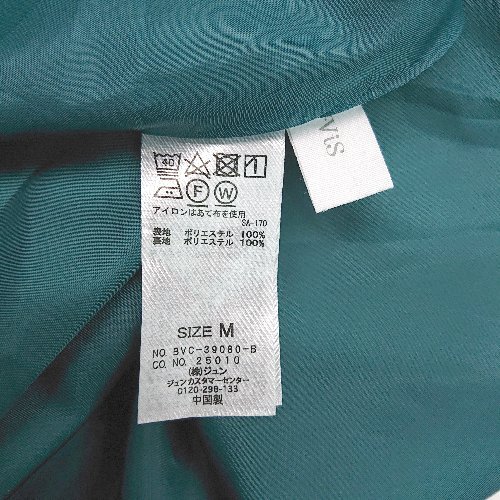 ViS
40
F W
アイロンはあて布を使用
SA-170
表地 ポリエステル 100%
裏地 ポリエステル 100%
SIZE M
NO. BVC-39080-B
CO. NO. 25010
(株)ジュン
ジュンカスタマーセンター
0120-298-133
中国製